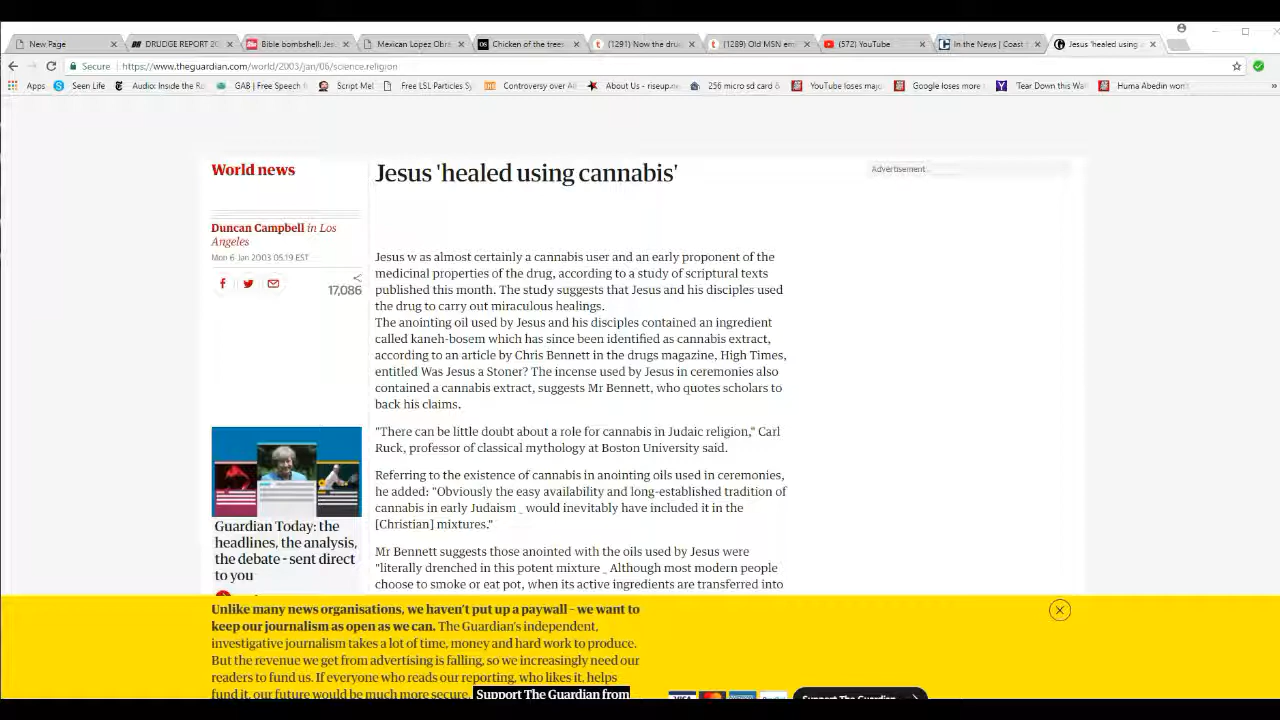 New Page
DRUDGE REPORT 20
Bible bombshell: Jes
Mexican Lopez Obra
Chicken of the trees
(1291) Now the dru
(1289) Old MSN em
(572) YouTube
In the News | Coast
Jesus 'healed using
Secure
https://www.theguardian.com/world/2003/jan/06/science.religion
Apps
Seen Life
Audio: Inside the Ro
GAB | Free Speech
Script Mel
Free LSL Particles Sy
Controversy over
About Us - riseup.ne
256 micro sd card &
YouTube loses majo
Google loses more
Tear Down this Wa
Huma Abedin won
World news
Jesus 'healed using cannabis'
Advertisement
Duncan Campbell in Los
Angeles
Mon 6 Jan 2003 05.19 EST
17,086
Jesus w as almost certainly a cannabis user and an early proponent of the
medicinal properties of the drug, according to a study of scriptural texts
published this month. The study suggests that Jesus and his disciples used
the drug to carry out miraculous healings.
The anointing oil used by Jesus and his disciples contained an ingredient
called kaneh-bosem which has since been identified as cannabis extract,
according to an article by Chris Bennett in the drugs magazine, High Times,
entitled Was Jesus a Stoner? The incense used by Jesus in ceremonies also
contained a cannabis extract, suggests Mr Bennett, who quotes scholars to
back his claims.
"There can be little doubt about a role for cannabis in Judaic religion," Carl
Ruck, professor of classical mythology at Boston University said.
Referring to the existence of cannabis in anointing oils used in ceremonies,
he added: "Obviously the easy availability and long-established tradition of
cannabis in early Judaism _ would inevitably have included it in the
[Christian] mixtures."
Mr Bennett suggests those anointed with the oils used by Jesus were
"literally drenched in this potent mixture _ Although most modern people
choose to smoke or eat pot, when its active ingredients are transferred into
Guardian Today: the
headlines, the analysis,
the debate - sent direct
to you
Unlike many news organisations, we haven't put up a paywall – we want to
keep our journalism as open as we can. The Guardian's independent,
investigative journalism takes a lot of time, money and hard work to produce.
But the revenue we get from advertising is falling, so we increasingly need our
readers to fund us. If everyone who reads our reporting, who likes it, helps
fund it, our future would be much more secure. Support The Guardian from
VISA
Support The Guardian